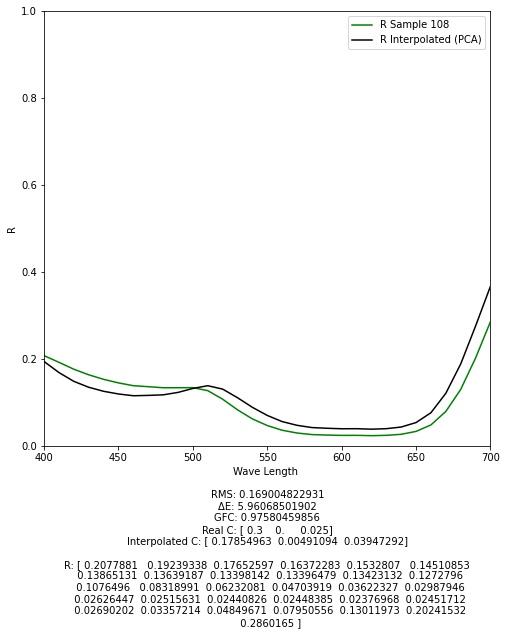 1.0
0.8
0.6
0.4
0.2
0.0
R
R Sample 108
R Interpolated (PCA)
400 450 500 550 600 650 700
Wave Length
RMS: 0.169004822931
ΔE: 5.96068501902
GFC: 0.97580459856
Real C: [ 0.3 0. 0.025]
Interpolated C: [ 0.17854963 0.00491094 0.03947292]
R: [ 0.2077881 0.19239338 0.17652597 0.16372283 0.1532807 0.14510853
0.13865131 0.13639187 0.13398142 0.13396479 0.13423132 0.1272796
0.1076496 0.08318991 0.06232081 0.04703919 0.03622327 0.02987946
0.02626447 0.02515631 0.02440826 0.02448385 0.02376968 0.02451712
0.02690202 0.03357214 0.04849671 0.07950556 0.13011973 0.20241532
0.2860165 ]